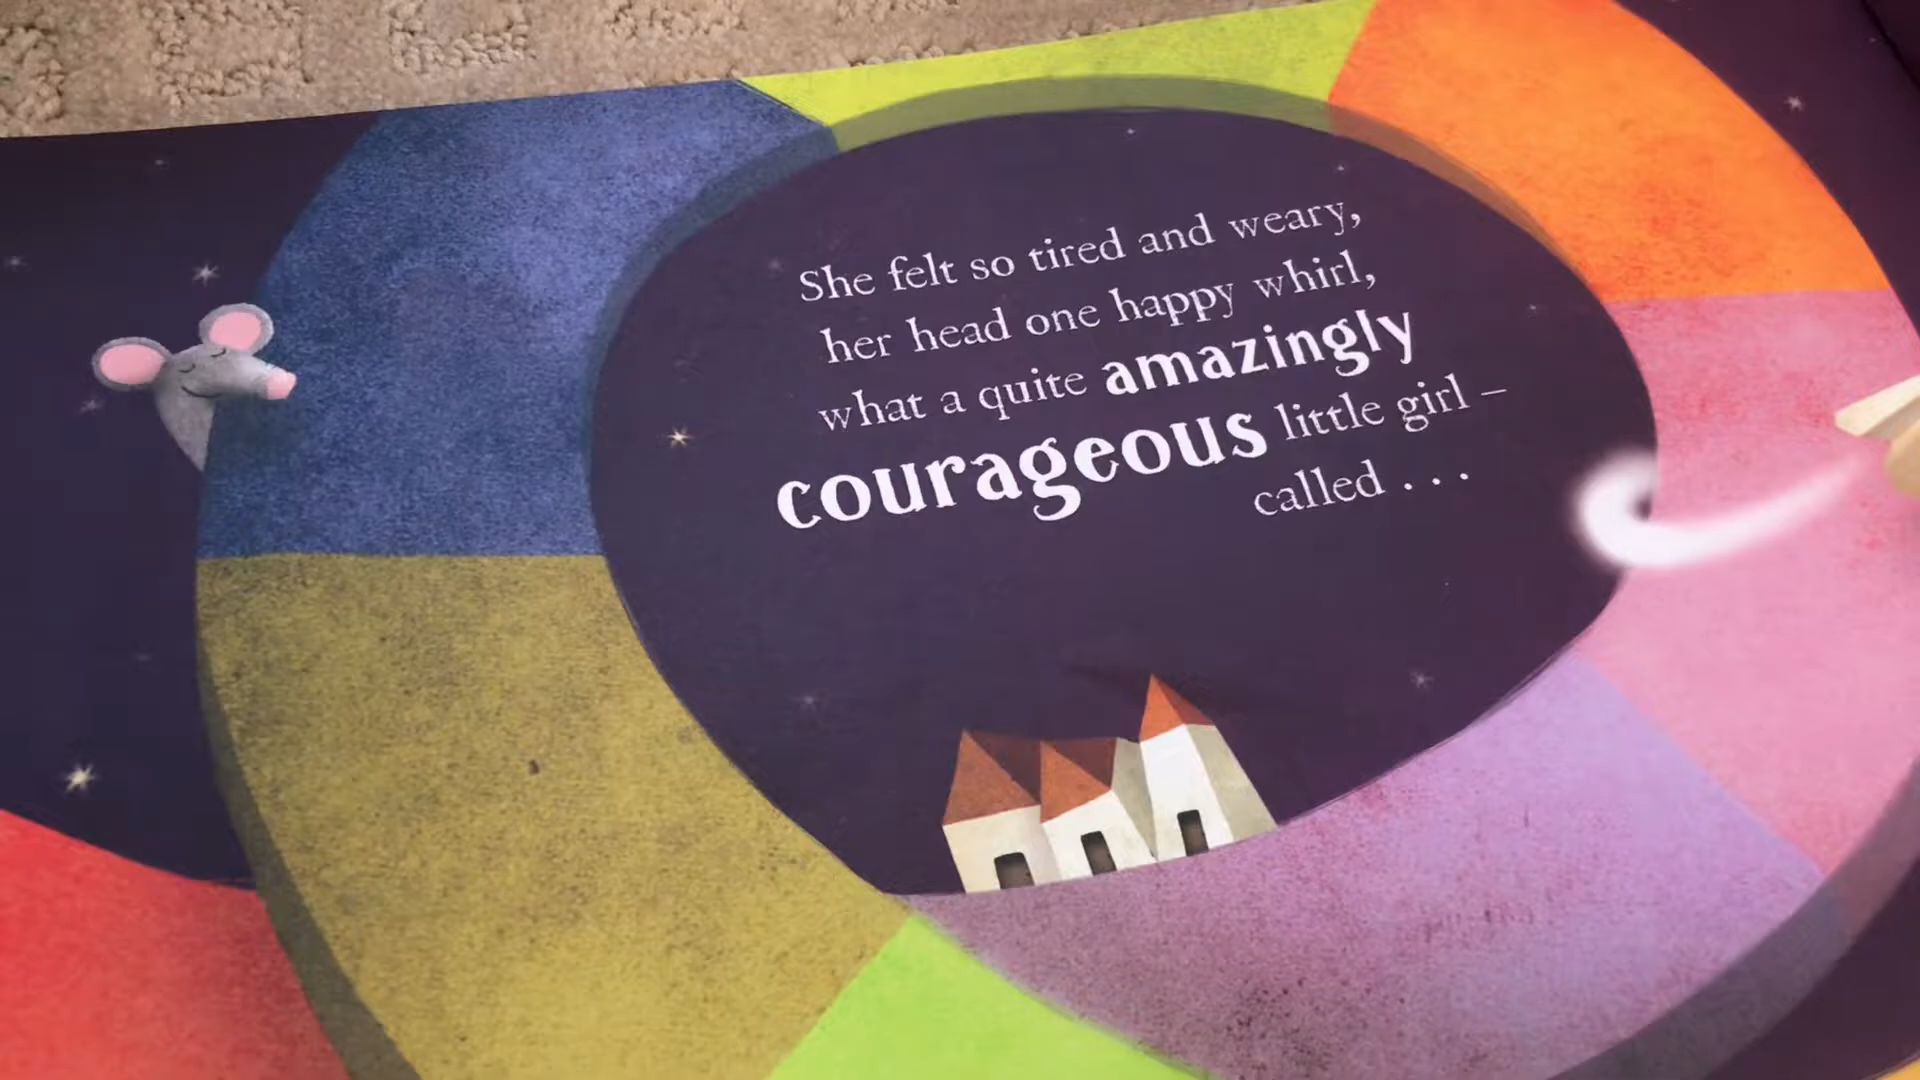 She felt so tired and weary,
her head one happy whirl,
what a quite amazingly
courageous little girl –
called . . .